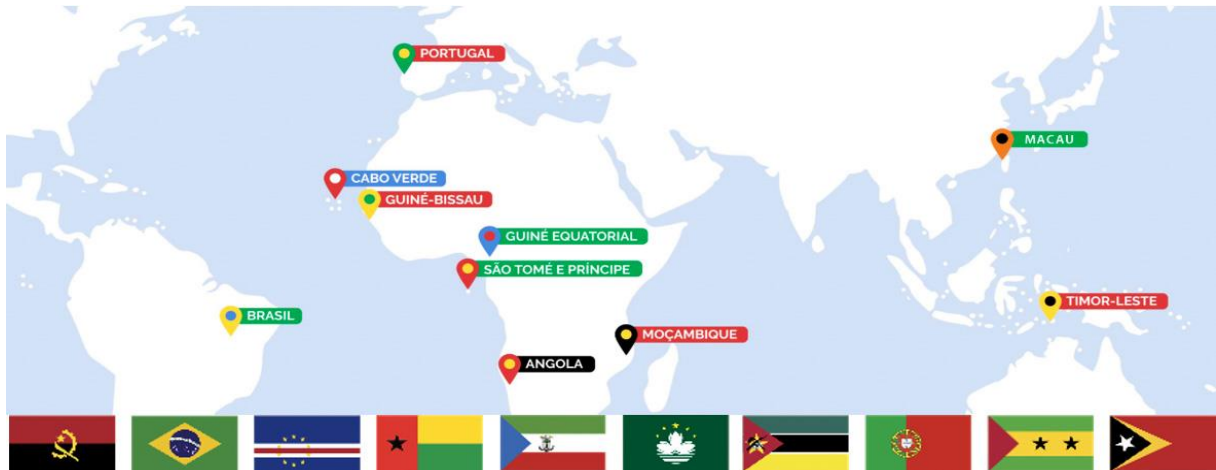 PORTUGAL
MACAU
CABO VERDE
GUINÉ-BISSAU
GUINÉ EQUATORIAL
SÃO TOMÉ E PRÍNCIPE
TIMOR-LESTE
BRASIL
MOÇAMBIQUE
ANGOLA